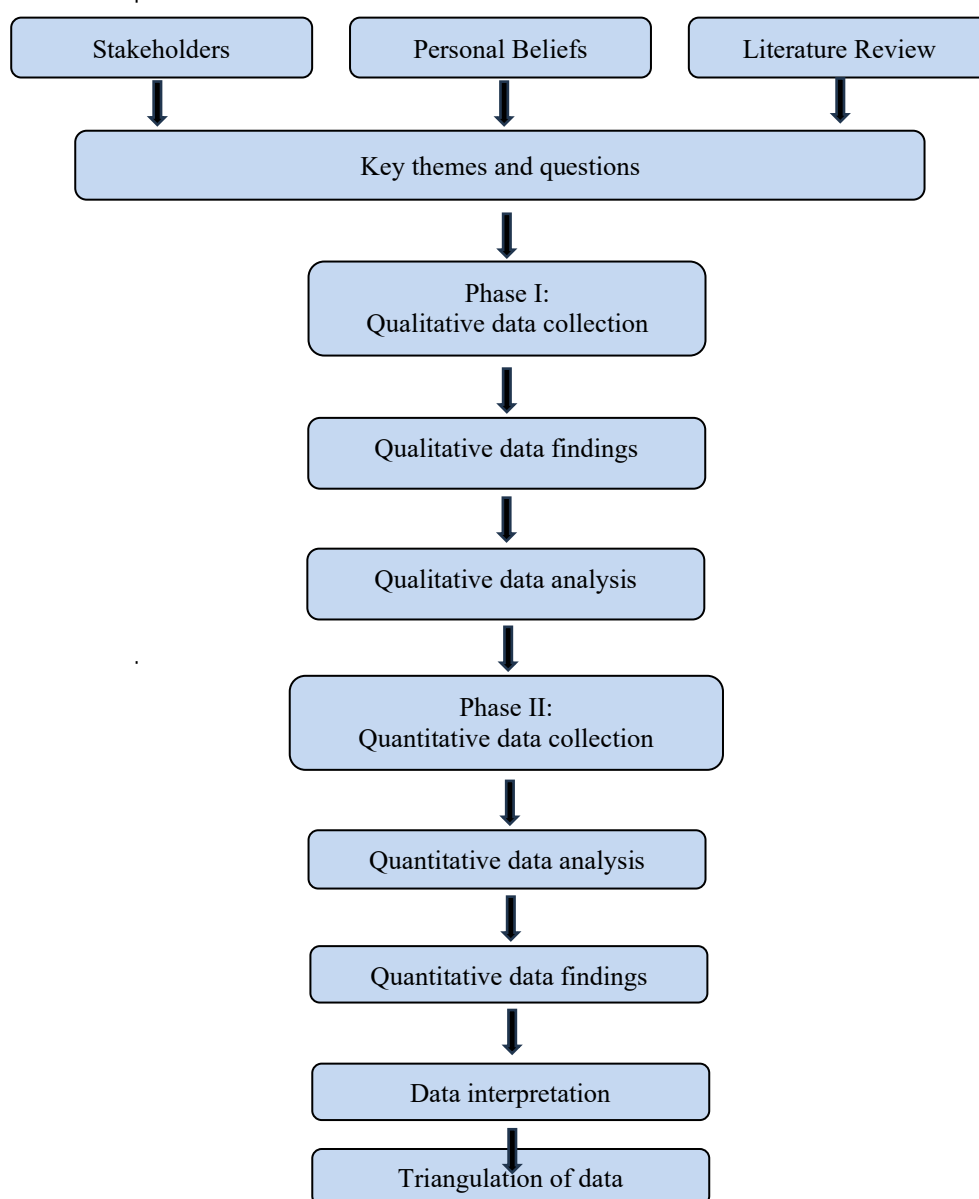 Stakeholders
Personal Beliefs
Literature Review
Key themes and questions
Phase I:
Qualitative data collection
Qualitative data findings
Qualitative data analysis
Phase II:
Quantitative data collection
Quantitative data analysis
Quantitative data findings
Data interpretation
Triangulation of data